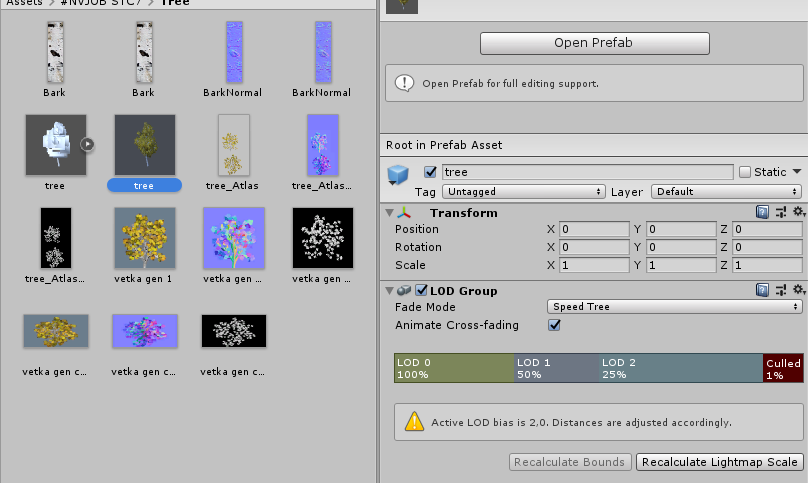 Assets > #NVJOB STC7 > Tree
Bark
Bark
BarkNormal
BarkNormal
tree
tree
tree_Atlas
tree_Atlas...
tree_Atlas...
vetka gen 1
vetka gen ...
vetka gen ...
vetka gen c...
vetka gen c...
vetka gen c...
Open Prefab
Open Prefab for full editing support.
Root in Prefab Asset
tree
Static
Tag Untagged Layer Default
Transform
Position X 0 Y 0 Z 0
Rotation X 0 Y 0 Z 0
Scale X 1 Y 1 Z 1
LOD Group
Fade Mode Speed Tree
Animate Cross-fading
LOD 0 LOD 1 LOD 2 Culled
100% 50% 25% 1%
Active LOD bias is 2,0. Distances are adjusted accordingly.
Recalculate Bounds Recalculate Lightmap Scale